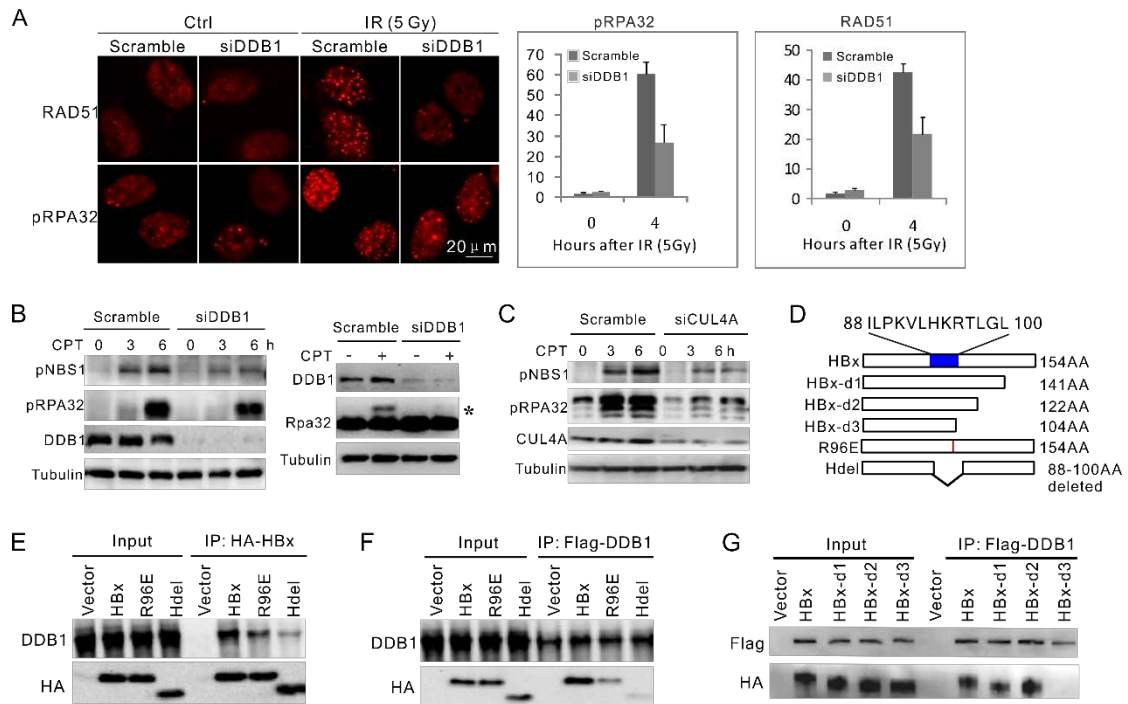 A
Ctrl IR (5 Gy)
Scramble siDDB1 Scramble siDDB1
RAD51
pRPA32
20 μm
pRPA32
Scramble
siDDB1
70
60
50
40
30
20
10
0
0 4
Hours after IR (5Gy)
RAD51
Scramble
siDDB1
50
40
30
20
10
0
0 4
Hours after IR (5Gy)
B
Scramble siDDB1
CPT 0 3 6 0 3 6 h
pNBS1
pRPA32
DDB1
Tubulin
Scramble siDDB1
CPT - + - +
DDB1
Rpa32 *
Tubulin
C
Scramble siCUL4A
CPT 0 3 6 0 3 6 h
pNBS1
pRPA32
CUL4A
Tubulin
D
88 ILPKVLHKRTLGL 100
HBx 154AA
HBx-d1 141AA
HBx-d2 122AA
HBx-d3 104AA
R96E 154AA
Hdel 88-100AA
deleted
E
Input IP: HA-HBx
Vector HBx R96E Hdel Vector HBx R96E Hdel
DDB1
HA
F
Input IP: Flag-DDB1
Vector HBx R96E Hdel Vector HBx R96E Hdel
DDB1
HA
G
Input IP: Flag-DDB1
Vector HBx HBx-d1 HBx-d2 HBx-d3 Vector HBx HBx-d1 HBx-d2 HBx-d3
Flag
HA